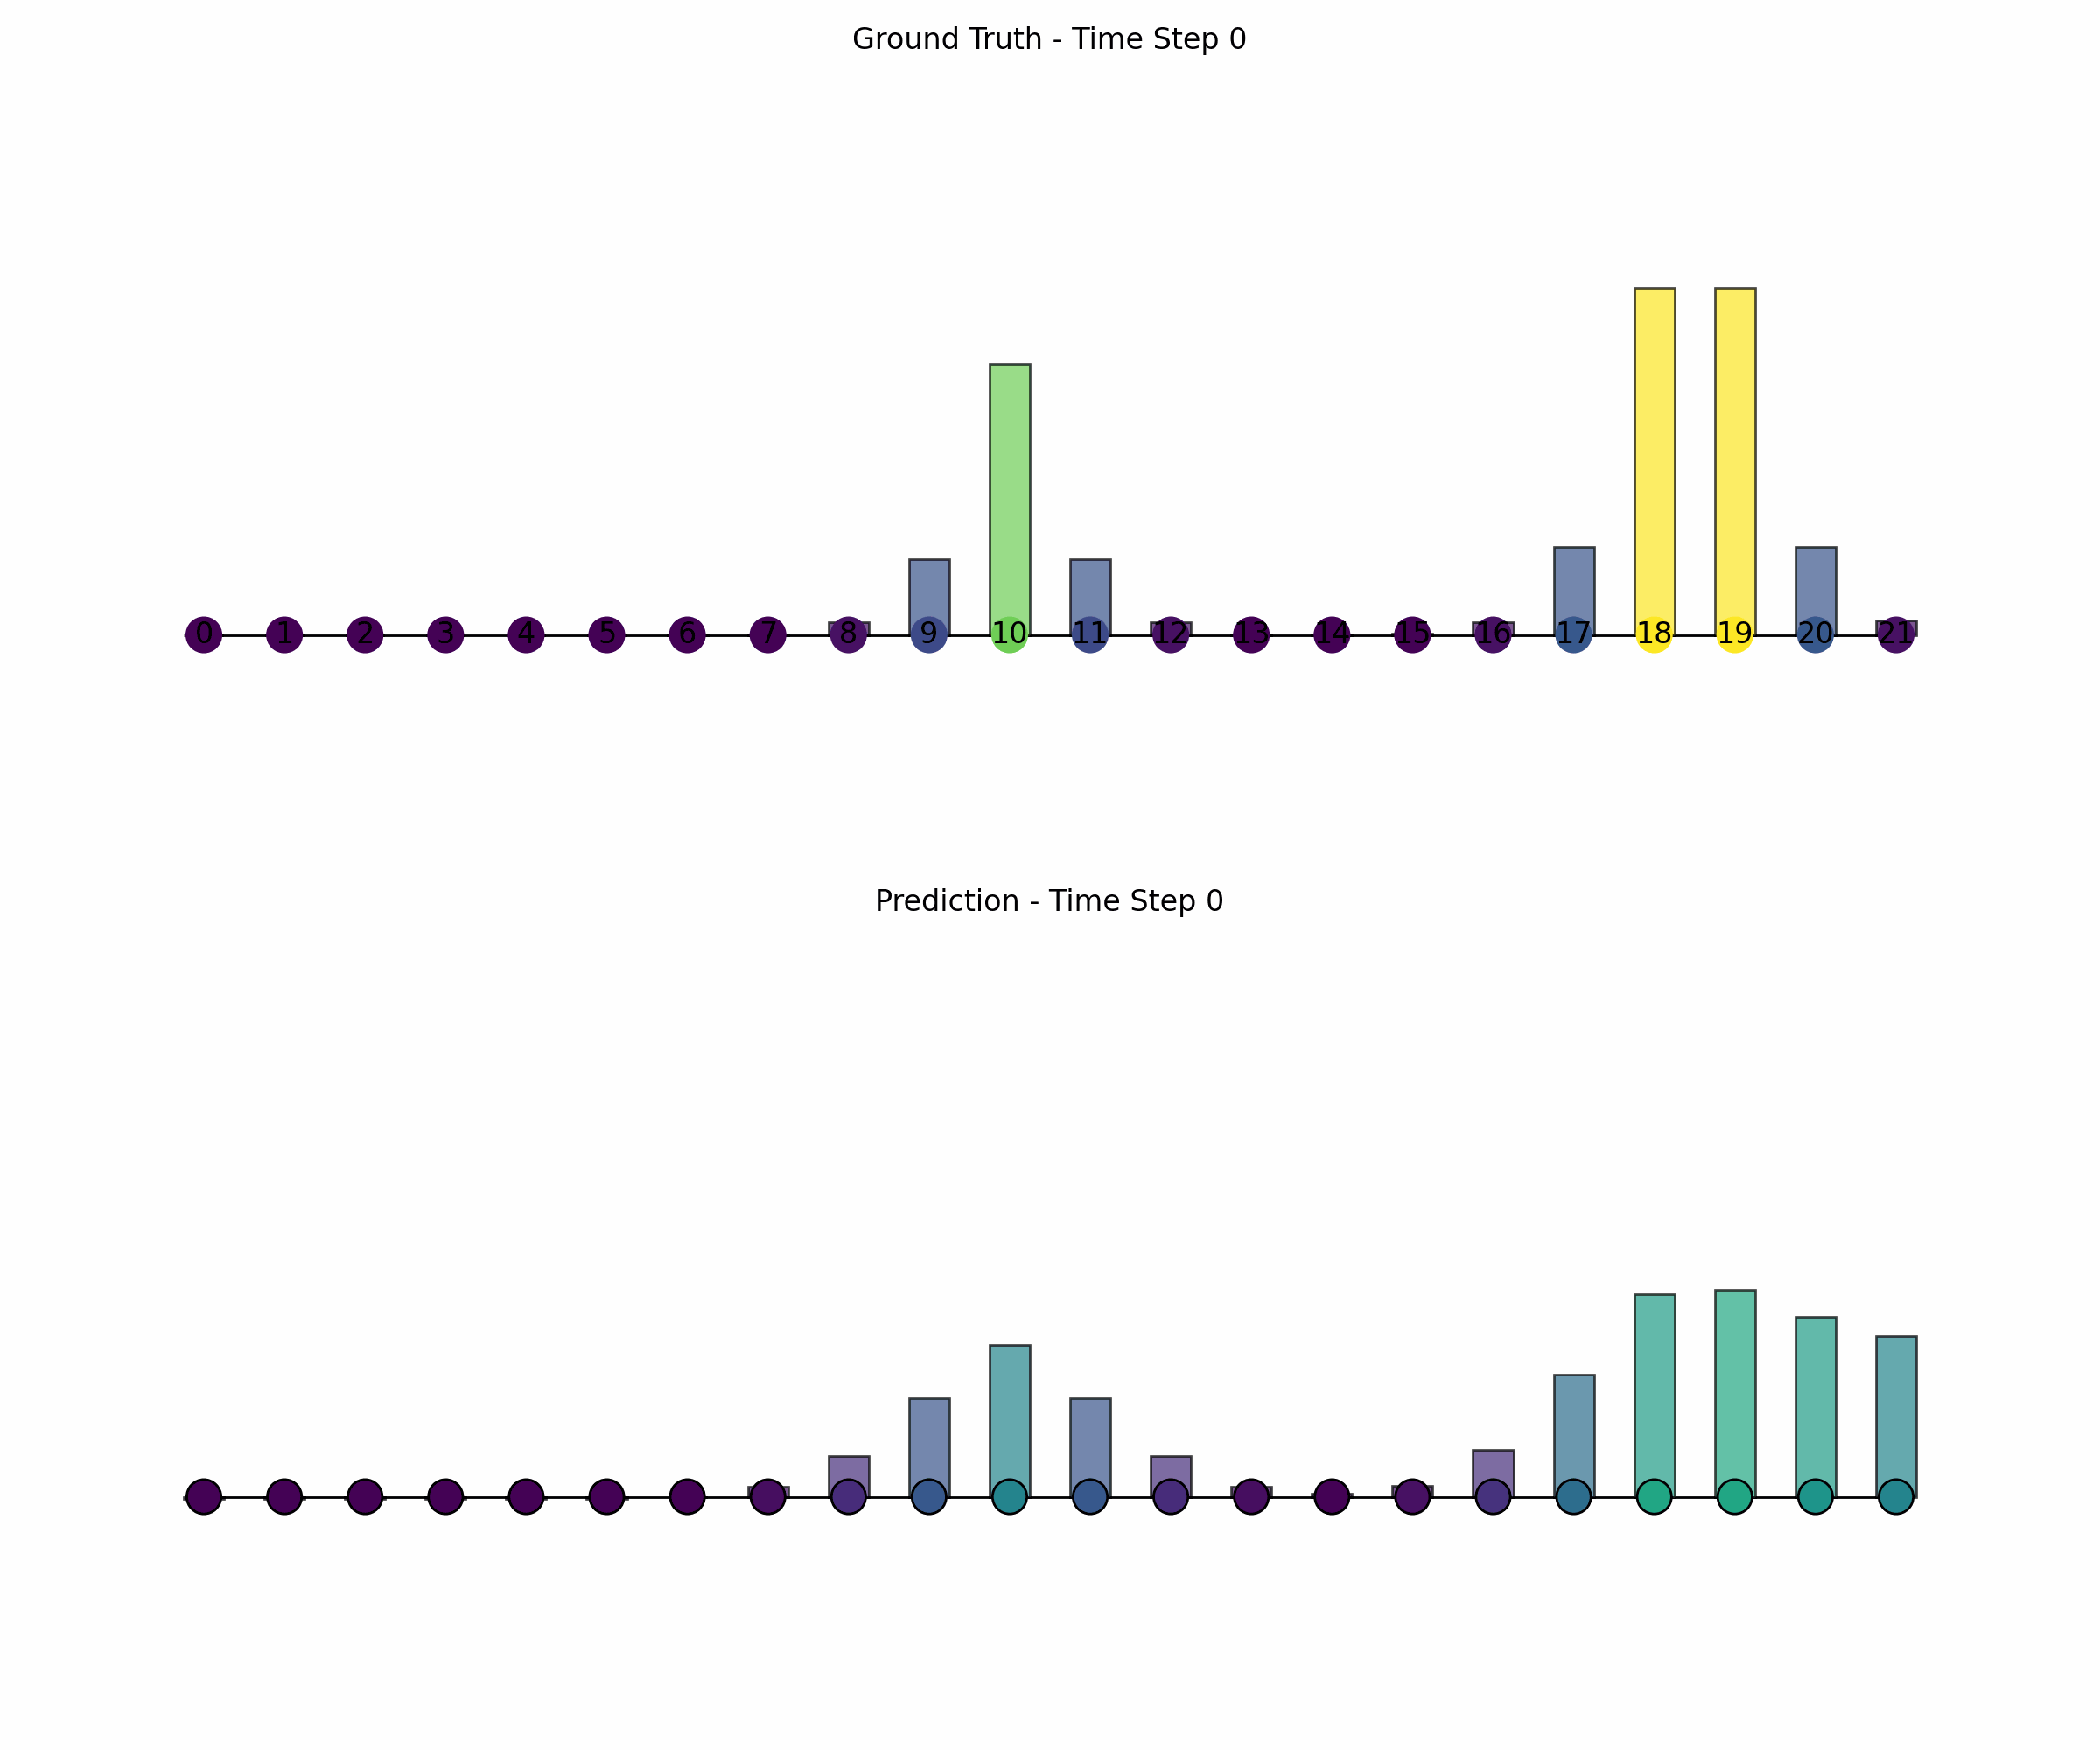 Ground Truth - Time Step 0
0 1 2 3 4 5 6 7 8 9 10 11 12 13 14 15 16 17 18 19 20 21
Prediction - Time Step 0